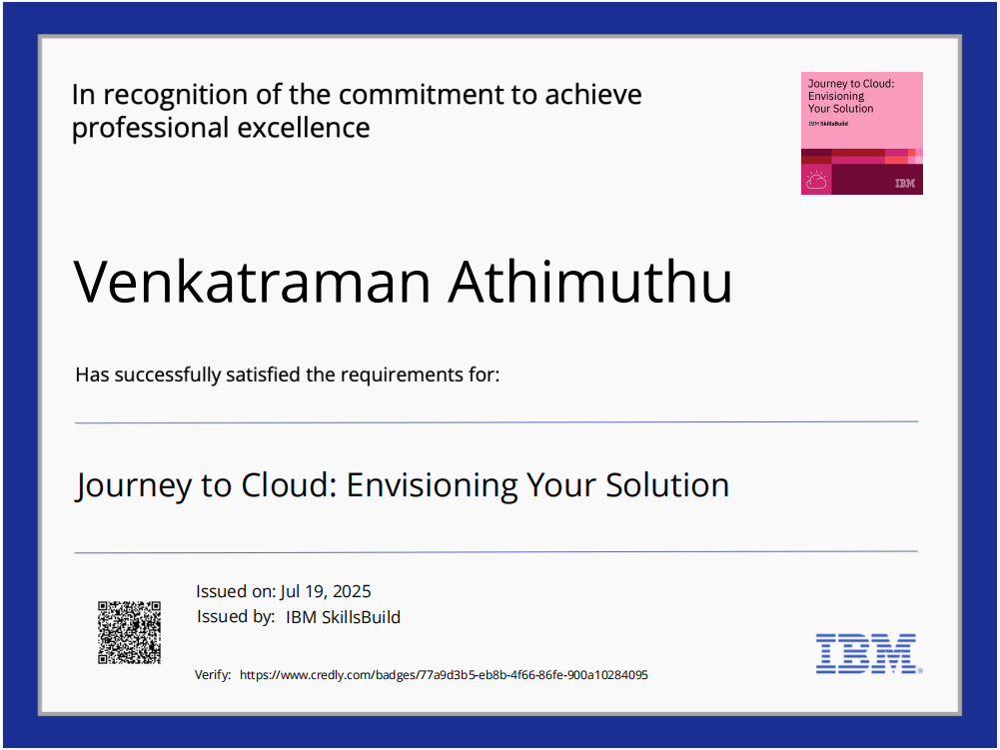 In recognition of the commitment to achieve
professional excellence
Journey to Cloud:
Envisioning
Your Solution
IBM SkillsBuild
IBM
Venkatraman Athimuthu
Has successfully satisfied the requirements for:
Journey to Cloud: Envisioning Your Solution
Issued on: Jul 19, 2025
Issued by: IBM SkillsBuild
Verify: https://www.credly.com/badges/77a9d3b5-eb8b-4f66-86fe-900a10284095
IBM®